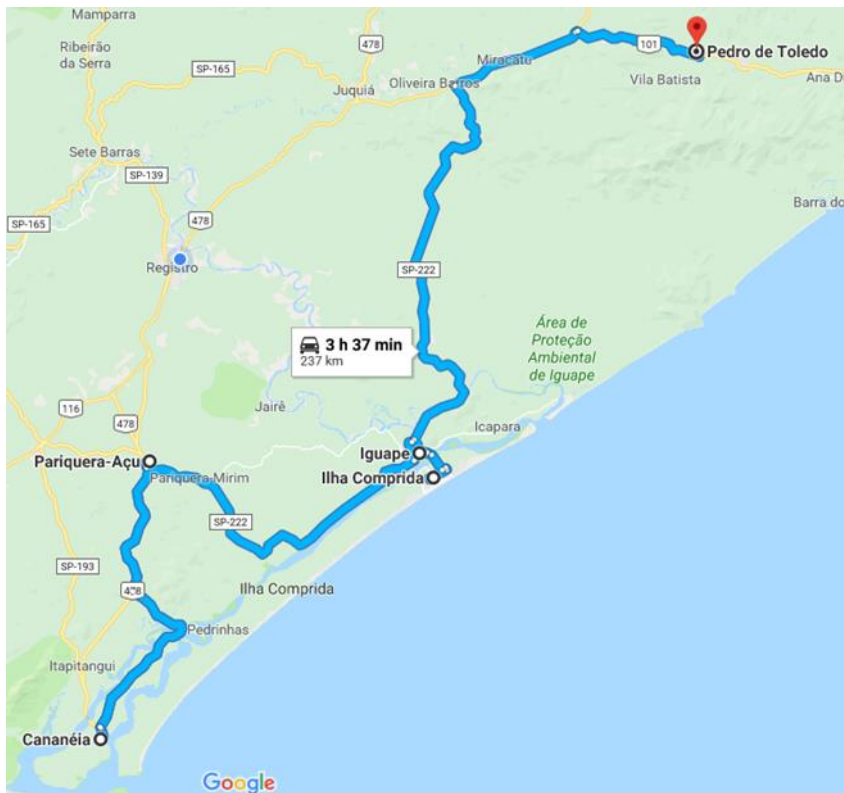 Mamparra
Ribeirão
da Serra
478
101
Pedro de Toledo
Miracatu
SP-165
Oliveira Barros
Vila Batista
Ana D
Juquiá
Sete Barras
SP-139
Barra do
SP-165
478
Registro
SP-222
Área de
Proteção
Ambiental
de Iguape
3 h 37 min
237 km
116
Jairê
478
Icapara
Iguape
Pariquera-Açu
Pariquera-Mirim
Ilha Comprida
SP-222
SP-193
478
Ilha Comprida
Pedrinhas
Itapitangui
Cananéia
Google